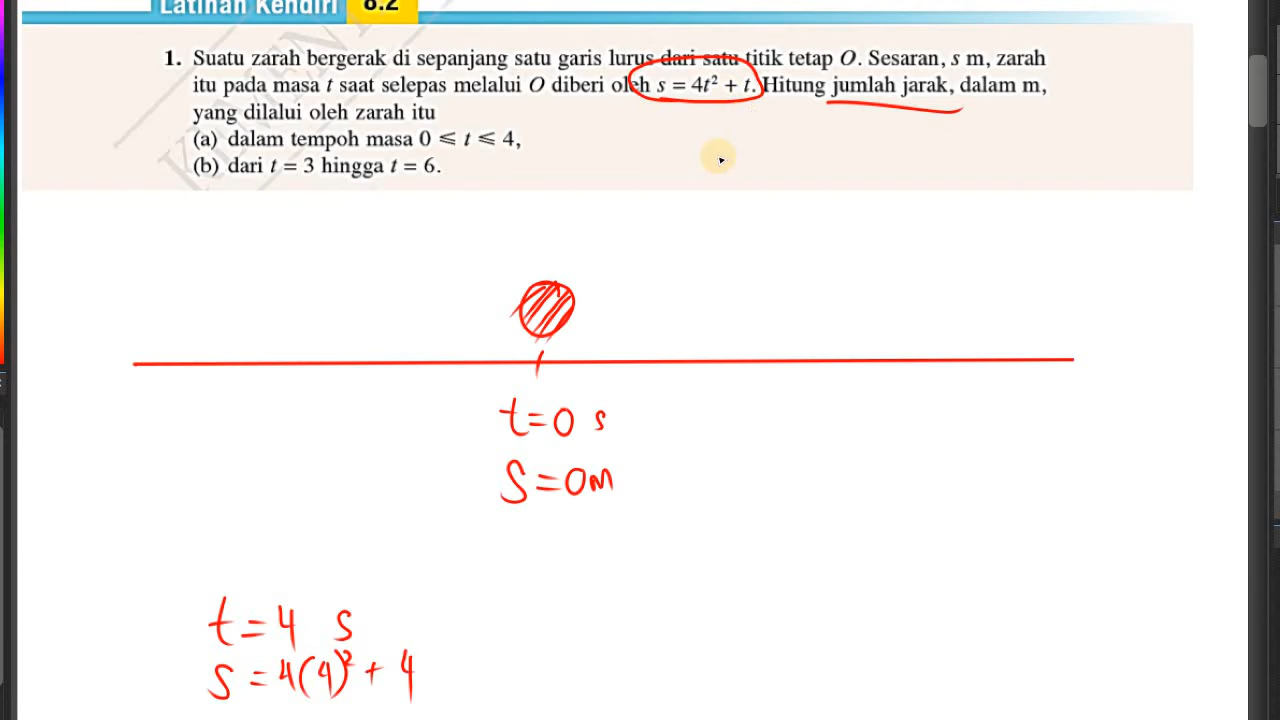 Latihan Kendiri 8.2
1. Suatu zarah bergerak di sepanjang satu garis lurus dari satu titik tetap O. Sesaran, s m, zarah
itu pada masa t saat selepas melalui O diberi oleh s = 4t² + t. Hitung jumlah jarak, dalam m,
yang dilalui oleh zarah itu
(a) dalam tempoh masa 0 ⩽ t ⩽ 4,
(b) dari t = 3 hingga t = 6.
t=0 s
S=0m
t=4 s
s=4(4)²+4